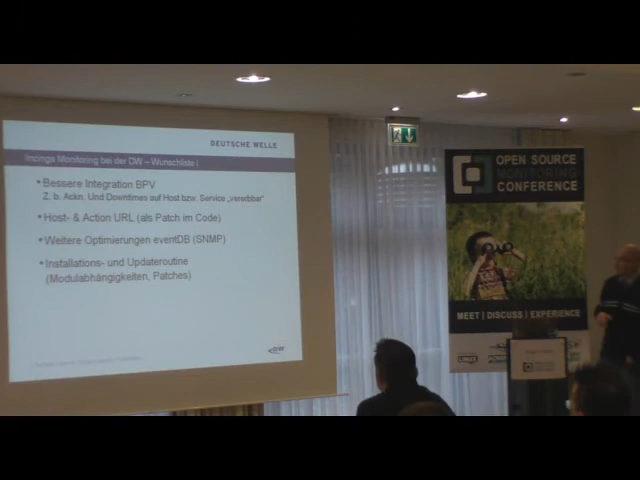 DEUTSCHE WELLE
Incinga Monitoring bei der DW – Wunschliste I
Bessere Integration BPV
Z. b. Ackn. Und Downtimes auf Host bzw. Service „vererbbar“
Host- & Action URL (als Patch im Code)
Weitere Optimierungen eventDB (SNMP)
Installations- und Updateroutine
(Modulabhängigkeiten, Patches)
DW
OPEN SOURCE
MONITORING
CONFERENCE
MEET | DISCUSS | EXPERIENCE
LINUX